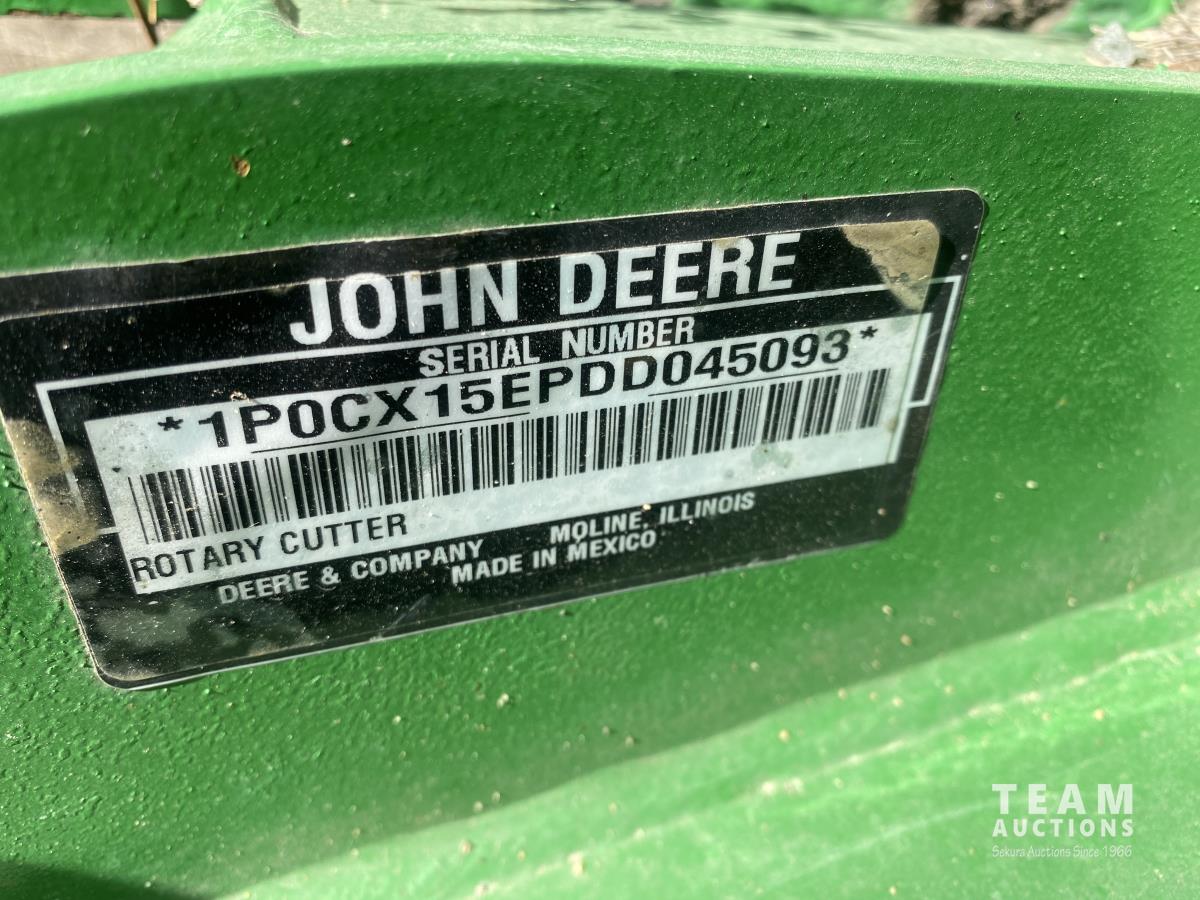 JOHN DEERE
SERIAL NUMBER
*1P0CX15EPDD045093*
ROTARY CUTTER
DEERE & COMPANY MOLINE, ILLINOIS
MADE IN MEXICO
TEAM
AUCTIONS
Sekura Auctions Since 1966